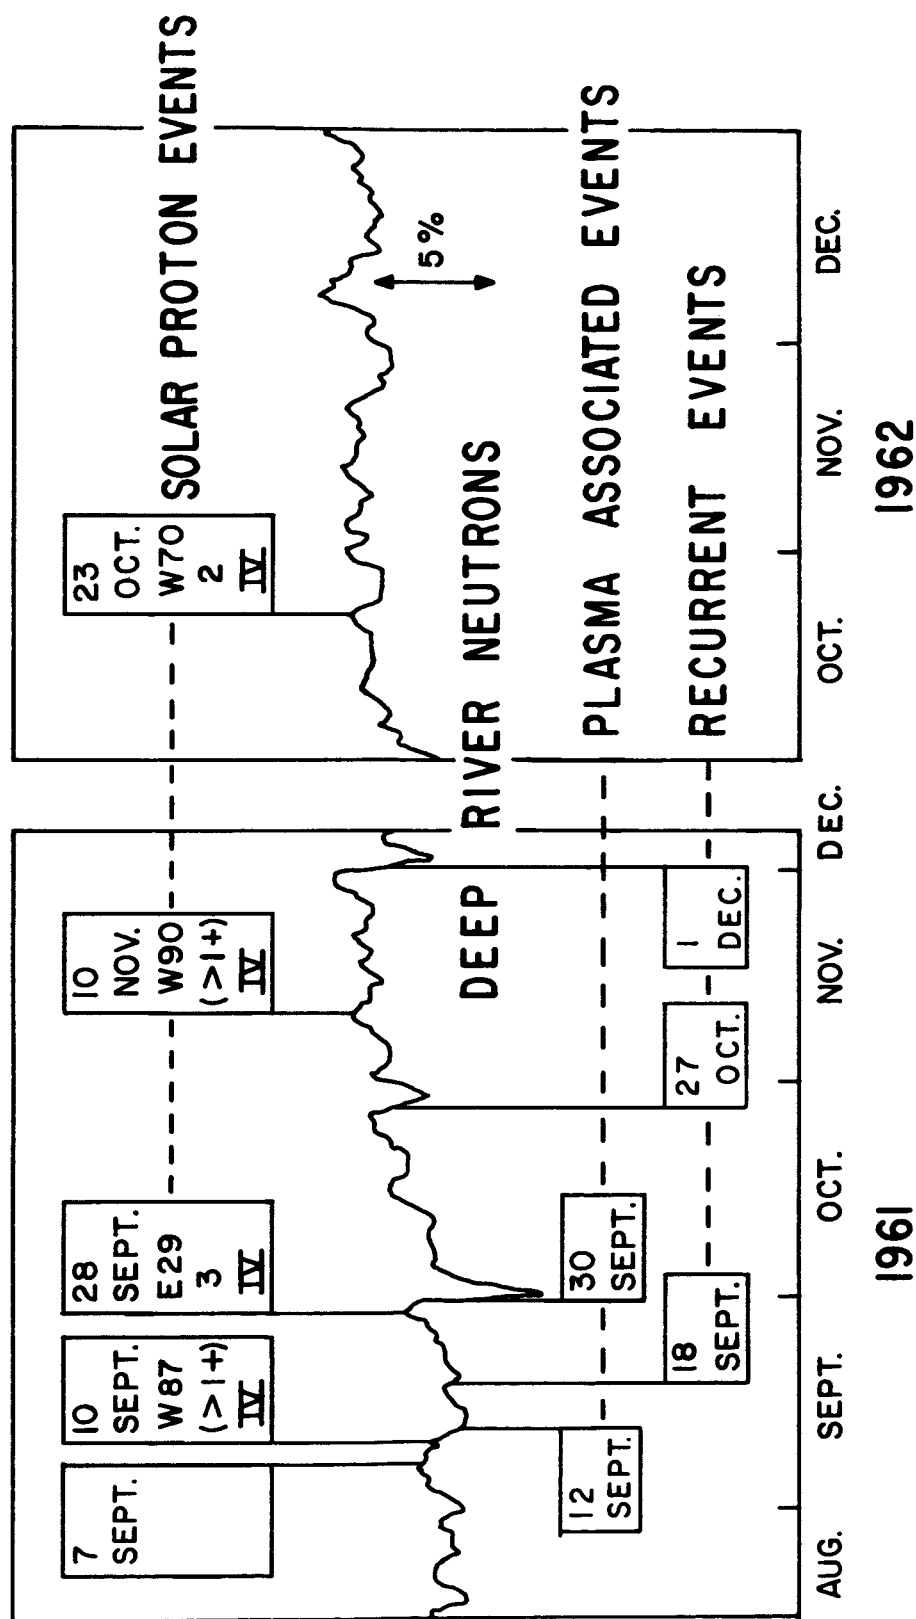 7
SEPT.
10
SEPT.
W87
(>1+)
IV
28
SEPT.
E29
3
IV
10
NOV.
W90
(>1+)
IV
23
OCT.
W70
2
IV
SOLAR PROTON EVENTS
5%
DEEP RIVER NEUTRONS
12
SEPT.
30
SEPT.
PLASMA ASSOCIATED EVENTS
18
SEPT.
27
OCT.
1
DEC.
RECURRENT EVENTS
AUG. SEPT. OCT. NOV. DEC. OCT. NOV. DEC.
1961 1962